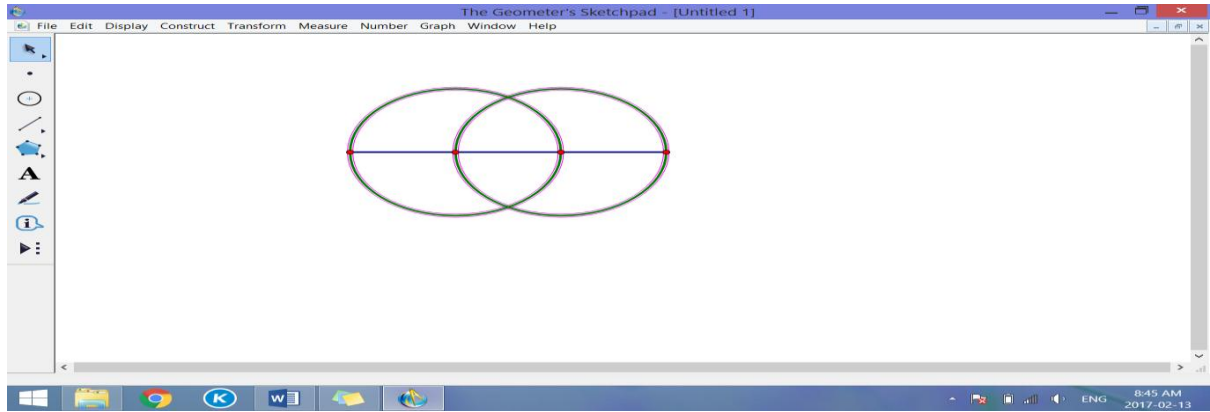 The Geometer's Sketchpad - [Untitled 1]
File Edit Display Construct Transform Measure Number Graph Window Help
A
i
K
W
ENG
8:45 AM
2017-02-13